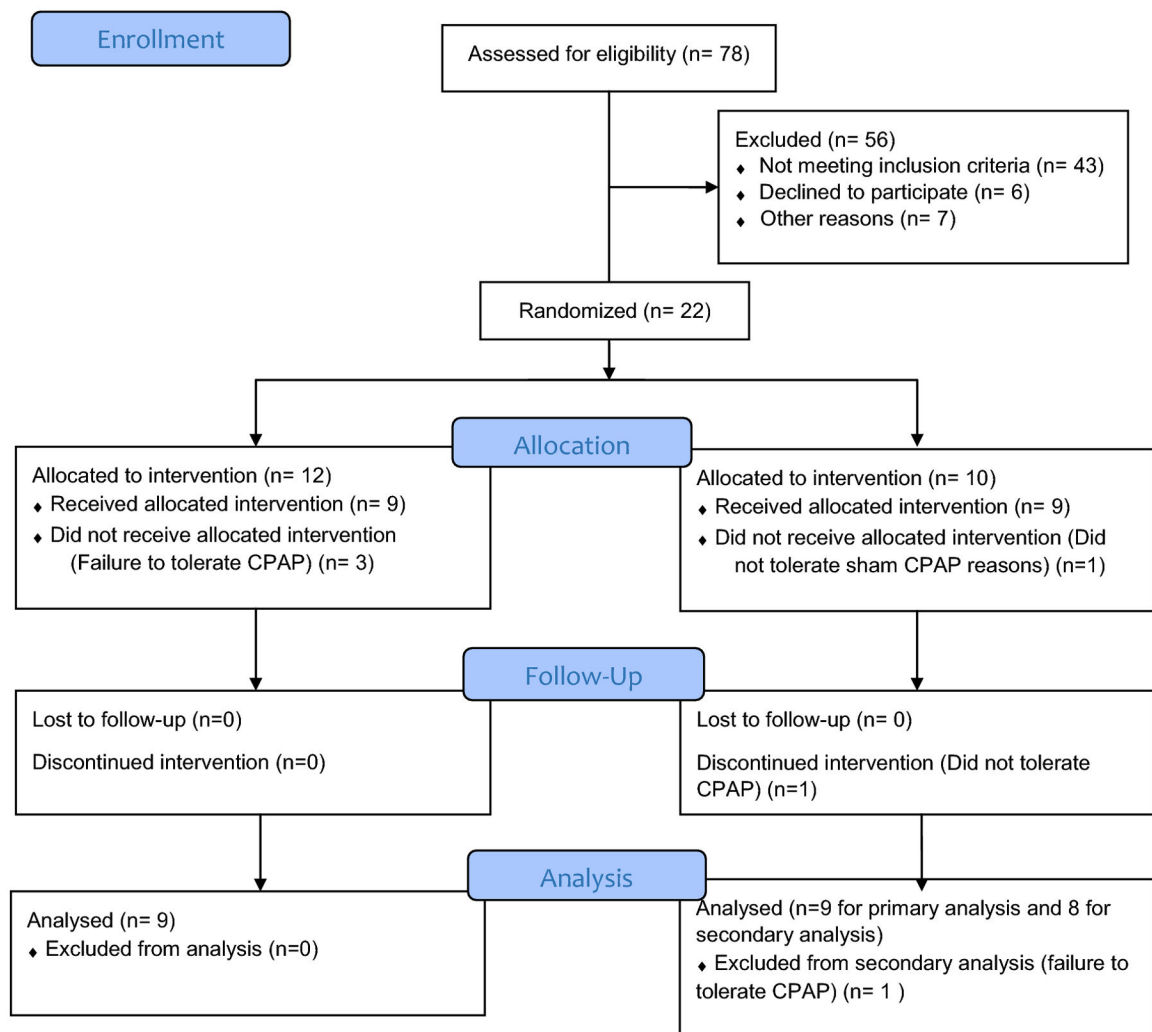 Enrollment
Assessed for eligibility (n= 78)
Excluded (n= 56)
♦ Not meeting inclusion criteria (n= 43)
♦ Declined to participate (n= 6)
♦ Other reasons (n= 7)
Randomized (n= 22)
Allocation
Allocated to intervention (n= 12)
♦ Received allocated intervention (n= 9)
♦ Did not receive allocated intervention
(Failure to tolerate CPAP) (n= 3)
Allocated to intervention (n= 10)
♦ Received allocated intervention (n= 9)
♦ Did not receive allocated intervention (Did
not tolerate sham CPAP reasons) (n=1)
Follow-Up
Lost to follow-up (n=0)
Discontinued intervention (n=0)
Lost to follow-up (n= 0)
Discontinued intervention (Did not tolerate
CPAP) (n=1)
Analysis
Analysed (n= 9)
♦ Excluded from analysis (n=0)
Analysed (n=9 for primary analysis and 8 for
secondary analysis)
♦ Excluded from secondary analysis (failure to
tolerate CPAP) (n= 1 )